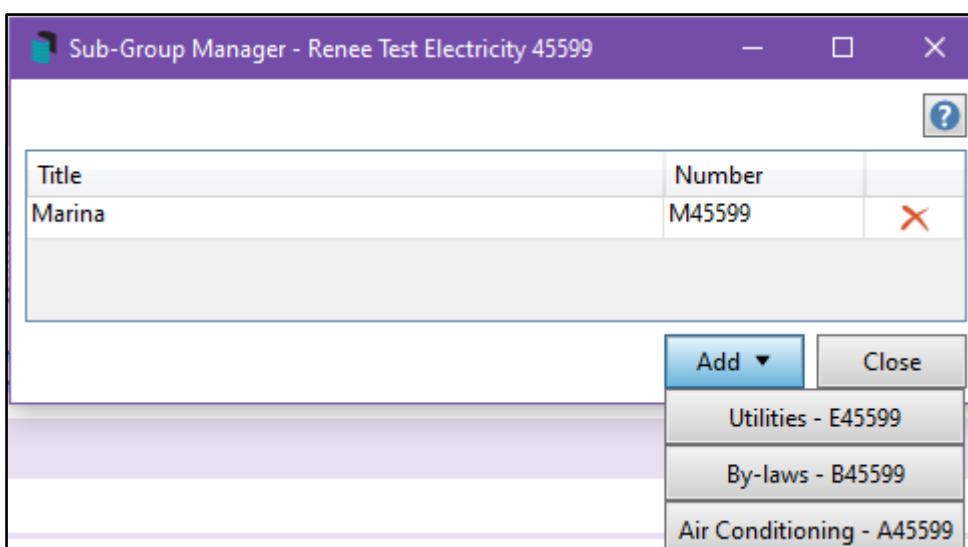 Sub-Group Manager - Renee Test Electricity 45599
?
Title Number
Marina M45599
Add Close
Utilities - E45599
By-laws - B45599
Air Conditioning - A45599